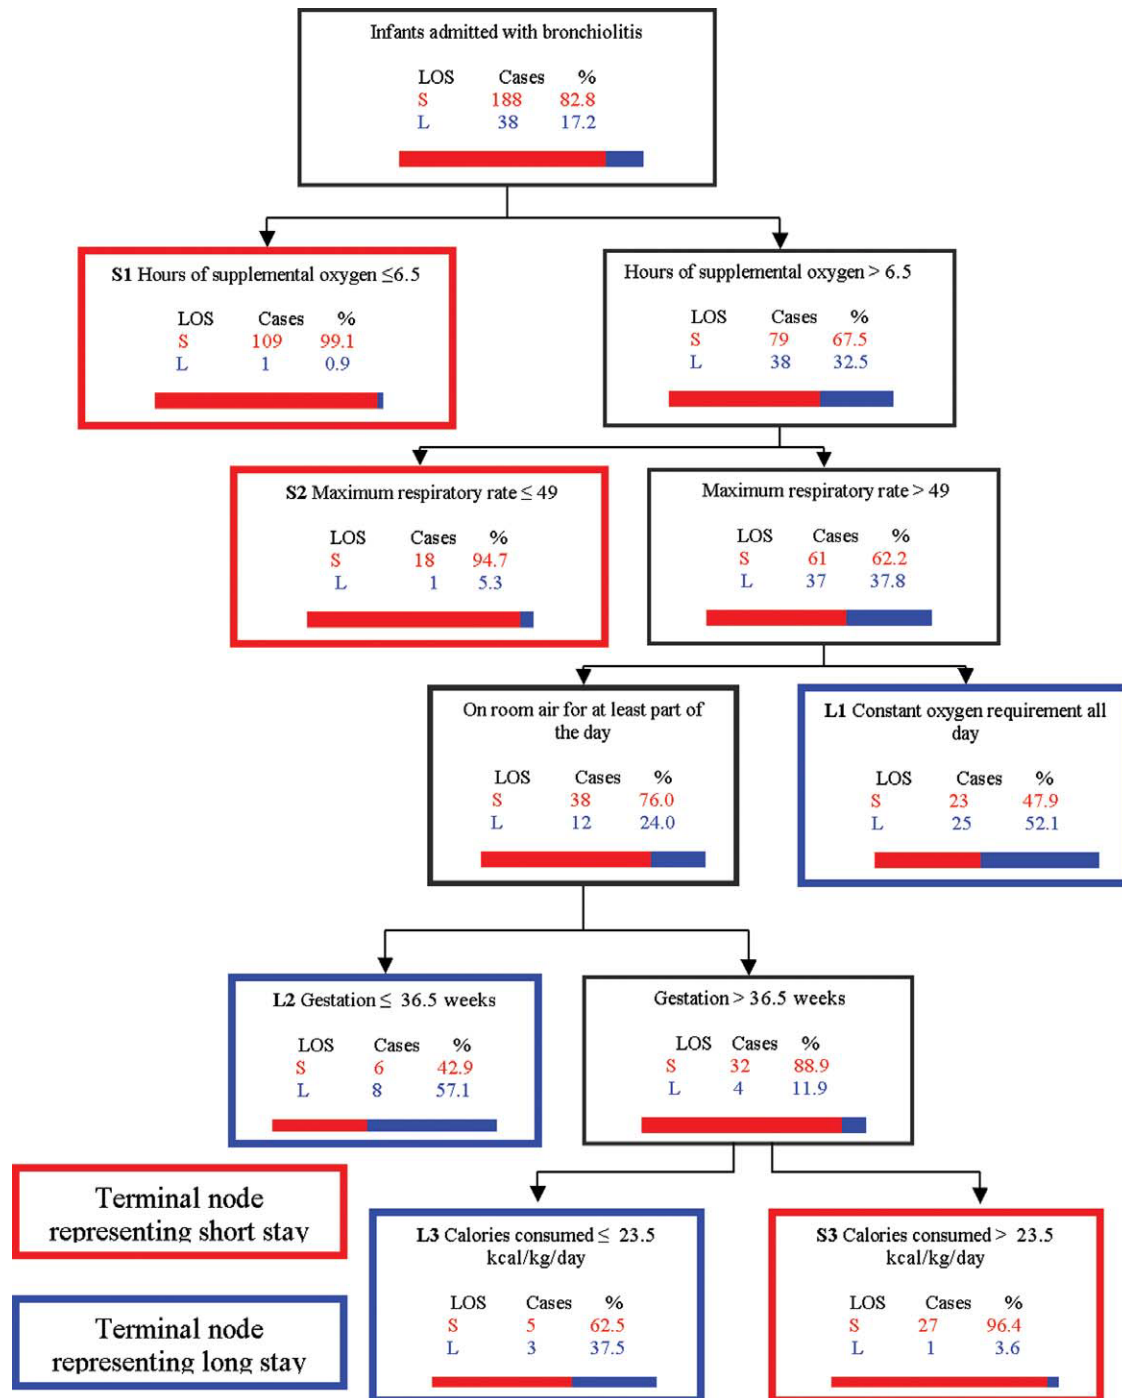 Infants admitted with bronchiolitis
LOS Cases %
S 188 82.8
L 38 17.2
S1 Hours of supplemental oxygen ≤6.5
LOS Cases %
S 109 99.1
L 1 0.9
Hours of supplemental oxygen > 6.5
LOS Cases %
S 79 67.5
L 38 32.5
S2 Maximum respiratory rate ≤ 49
LOS Cases %
S 18 94.7
L 1 5.3
Maximum respiratory rate > 49
LOS Cases %
S 61 62.2
L 37 37.8
On room air for at least part of
the day
LOS Cases %
S 38 76.0
L 12 24.0
L1 Constant oxygen requirement all
day
LOS Cases %
S 23 47.9
L 25 52.1
L2 Gestation ≤ 36.5 weeks
LOS Cases %
S 6 42.9
L 8 57.1
Gestation > 36.5 weeks
LOS Cases %
S 32 88.9
L 4 11.9
Terminal node
representing short stay
L3 Calories consumed ≤ 23.5
kcal/kg/day
LOS Cases %
S 5 62.5
L 3 37.5
S3 Calories consumed > 23.5
kcal/kg/day
LOS Cases %
S 27 96.4
L 1 3.6
Terminal node
representing long stay